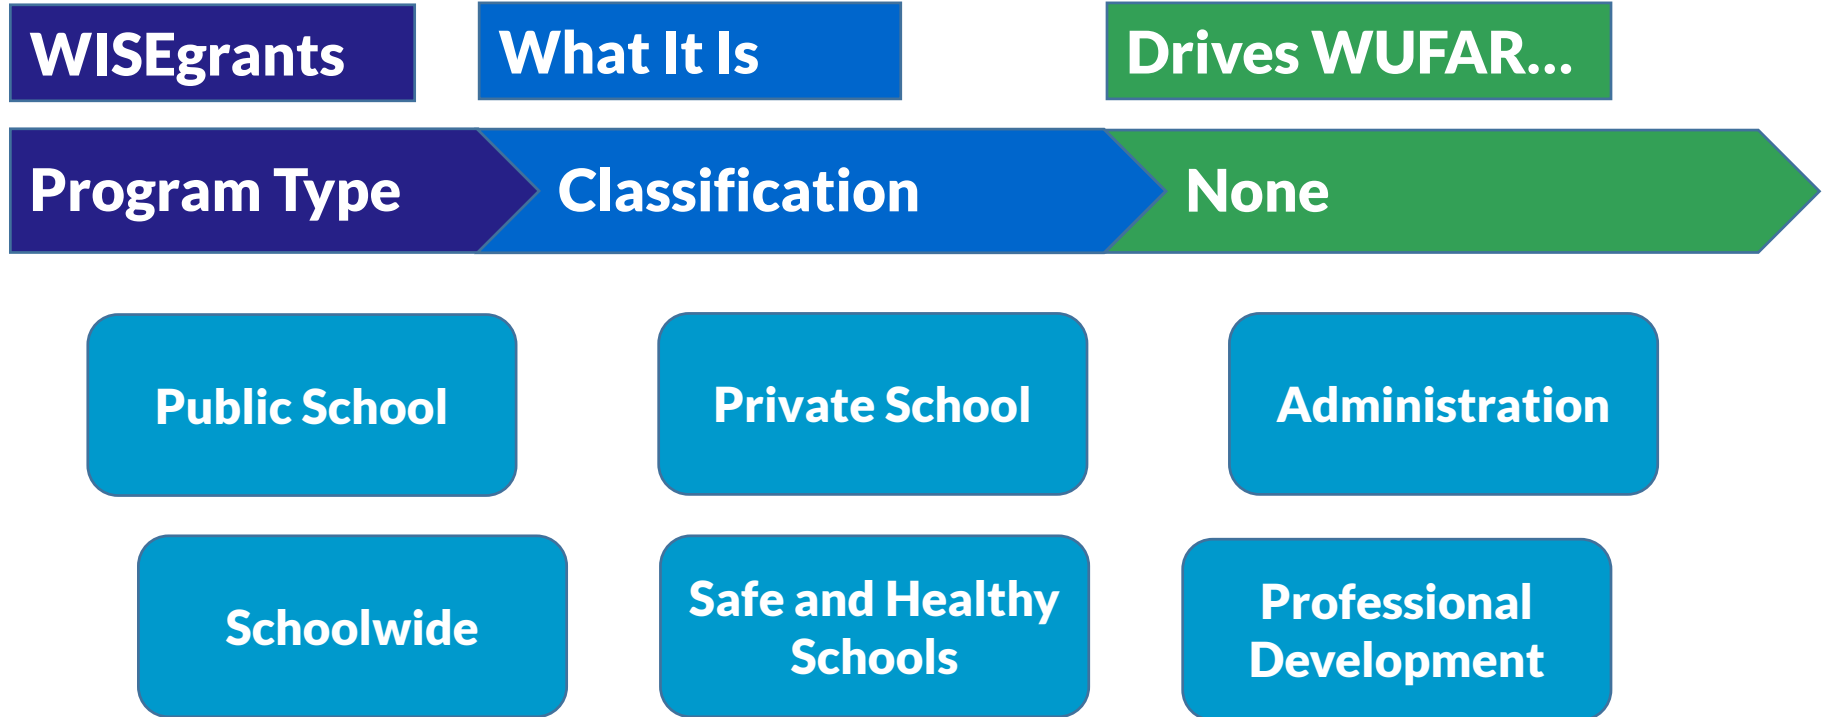 WISEgrants
What It Is
Drives WUFAR...
Program Type
Classification
None
Public School
Private School
Administration
Schoolwide
Safe and Healthy
Schools
Professional
Development